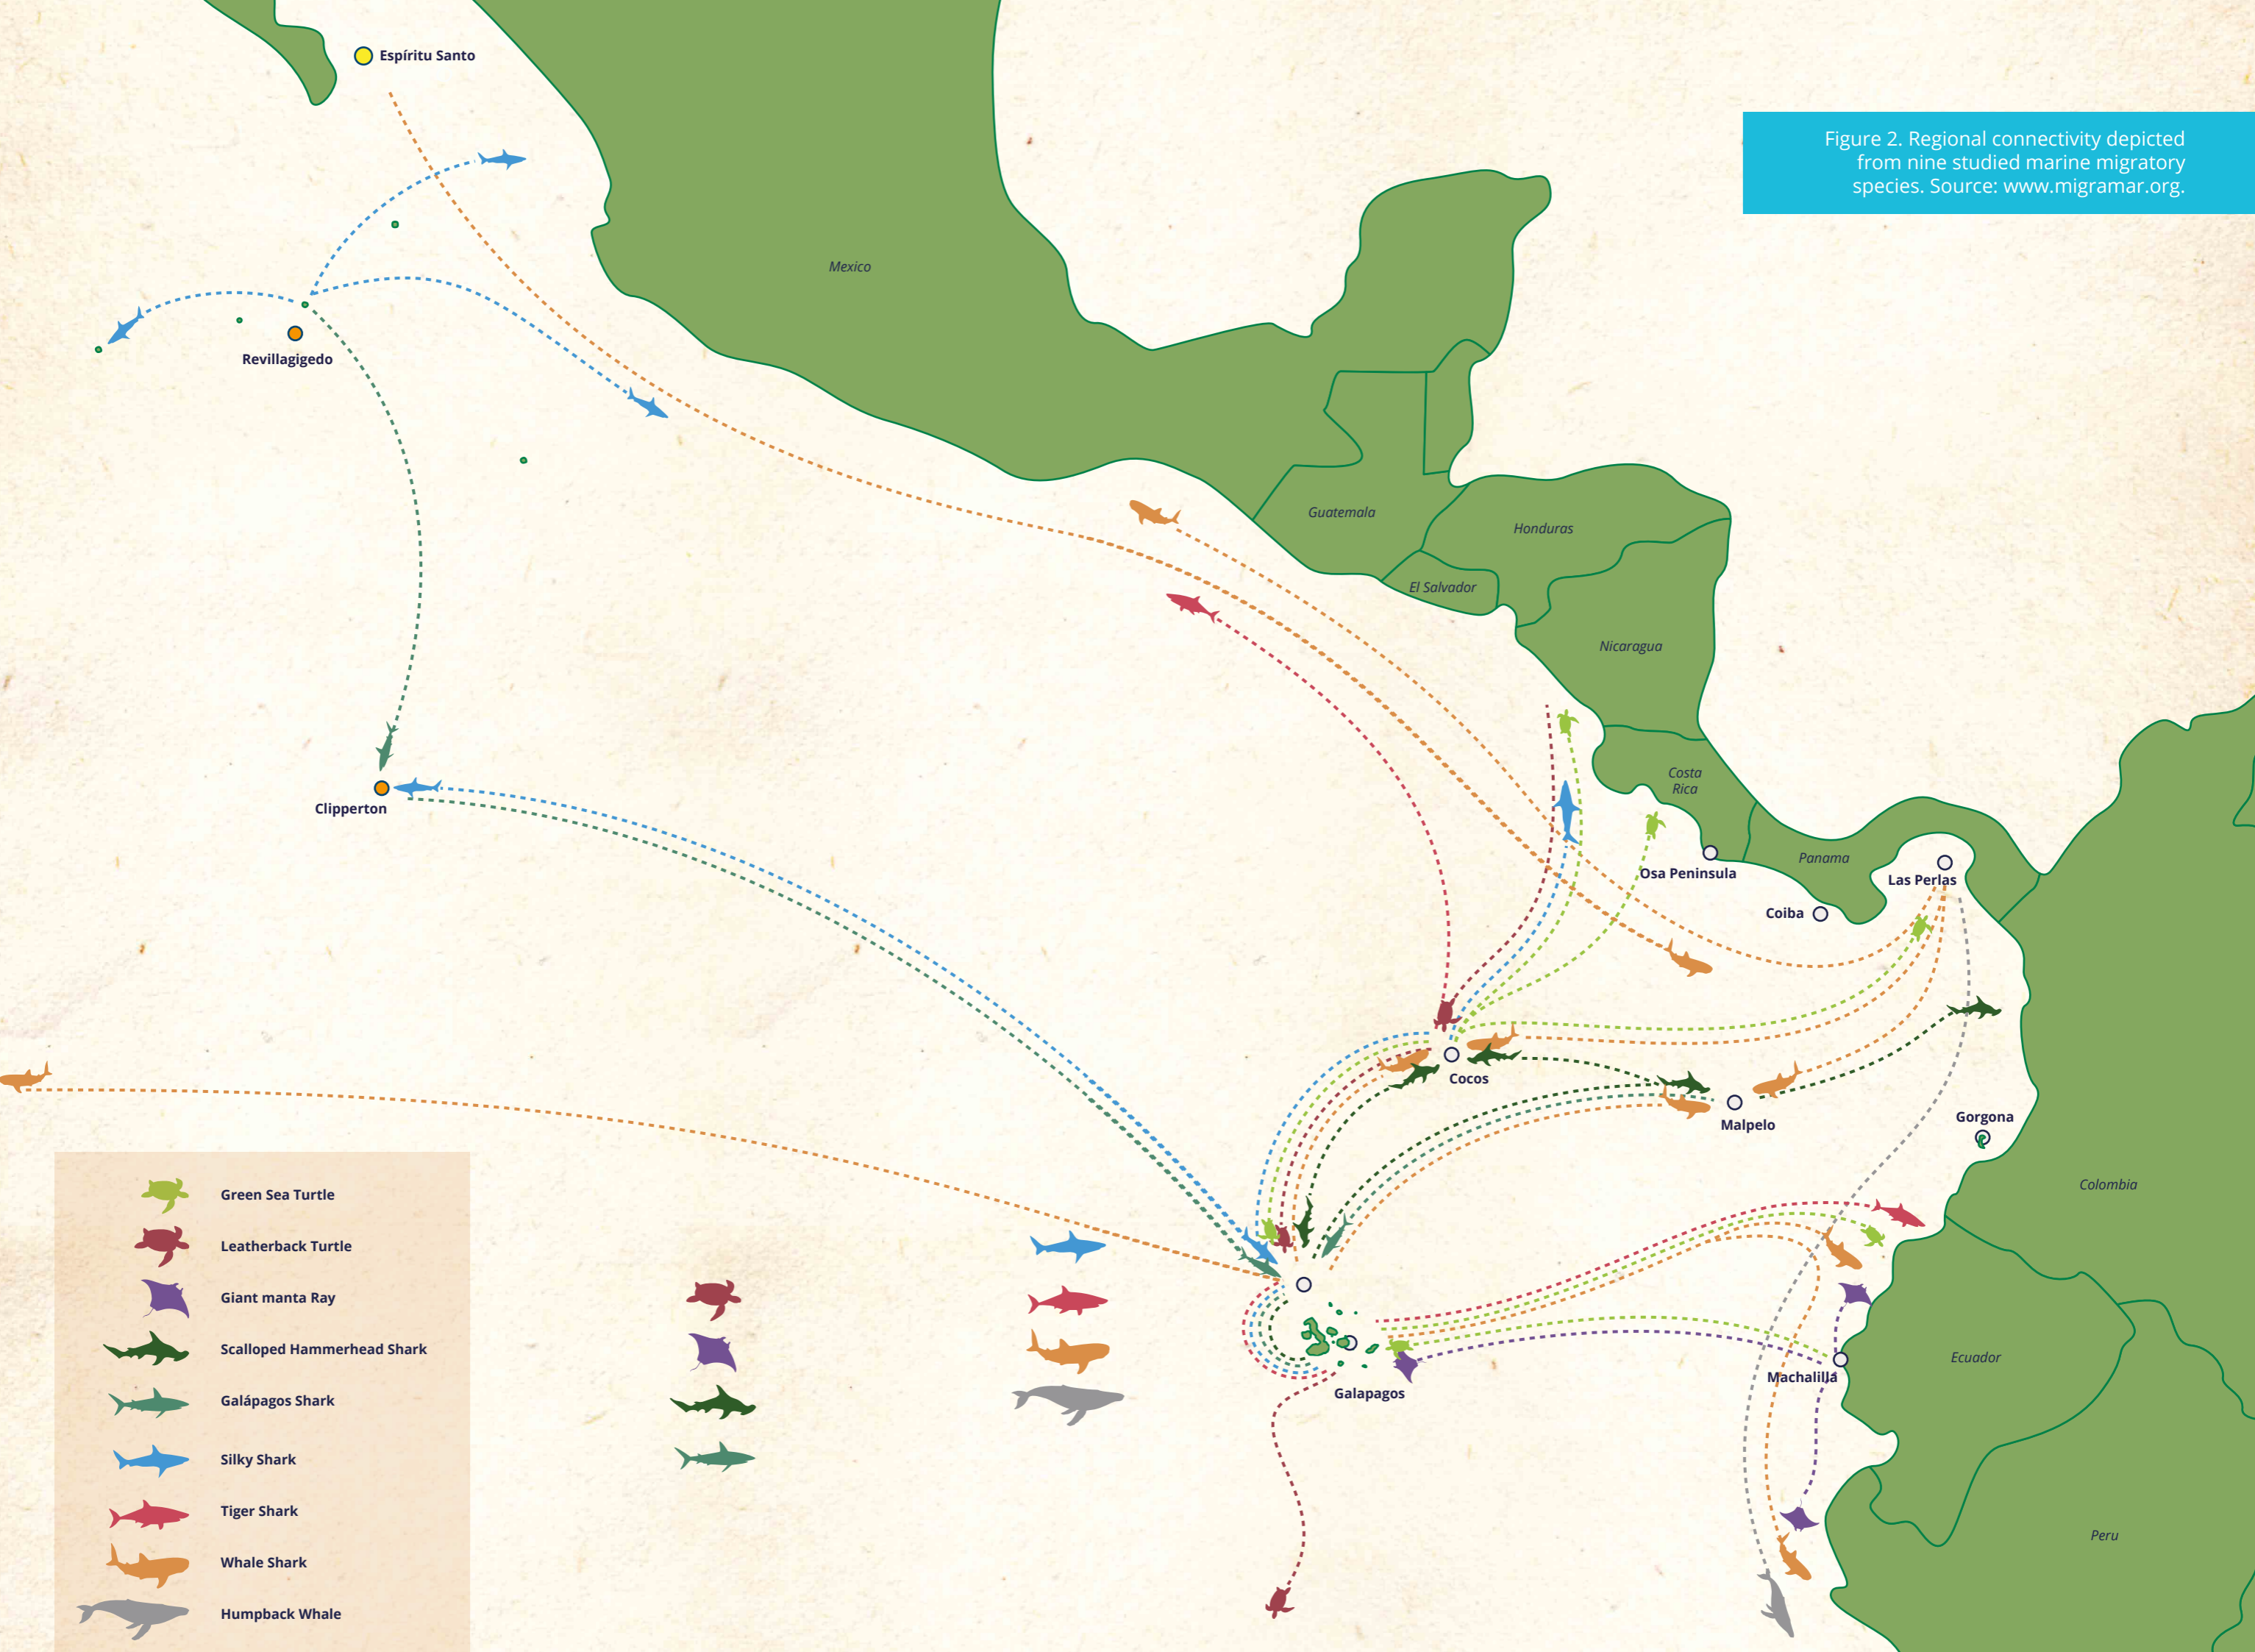 Espíritu Santo
Figure 2. Regional connectivity depicted
from nine studied marine migratory
species. Source: www.migramar.org.
Mexico
Revillagigedo
Guatemala
Honduras
El Salvador
Nicaragua
Costa
Rica
Clipperton
Panama
Osa Peninsula
Las Perlas
Coiba
Cocos
Malpelo
Gorgona
Colombia
Galapagos
Machalilla
Ecuador
Peru
Green Sea Turtle
Leatherback Turtle
Giant manta Ray
Scalloped Hammerhead Shark
Galápagos Shark
Silky Shark
Tiger Shark
Whale Shark
Humpback Whale